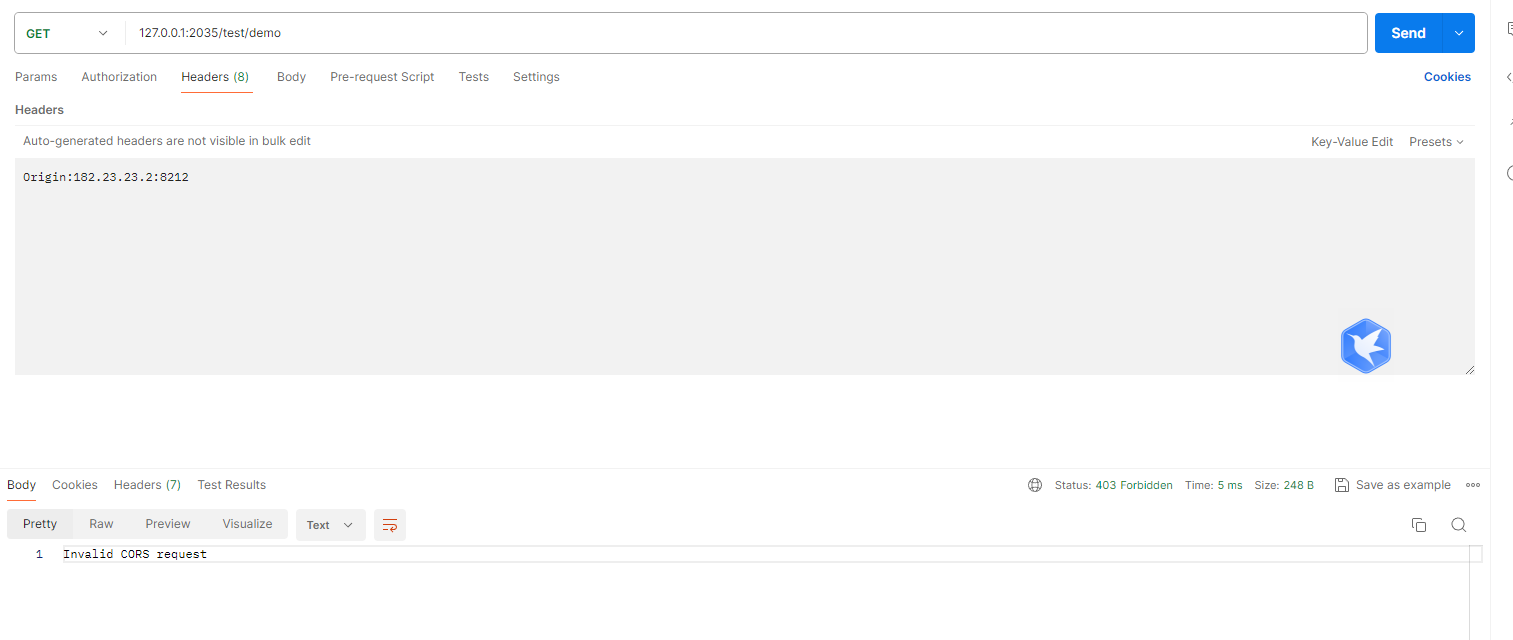 GET 127.0.0.1:2035/test/demo Send
Params Authorization Headers (8) Body Pre-request Script Tests Settings Cookies
Headers
Auto-generated headers are not visible in bulk edit Key-Value Edit Presets
Origin:182.23.23.2:8212
Body Cookies Headers (7) Test Results Status: 403 Forbidden Time: 5 ms Size: 248 B Save as example
Pretty Raw Preview Visualize Text
1 Invalid CORS request